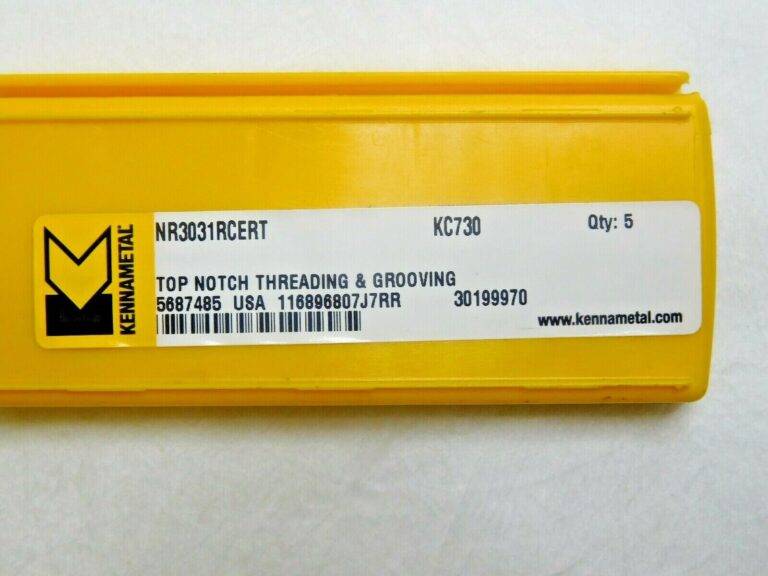 KENNAMETAL
NR3031RCERT KC730 Qty: 5
TOP NOTCH THREADING & GROOVING
5687485 USA 116896807J7RR 30199970
www.kennametal.com